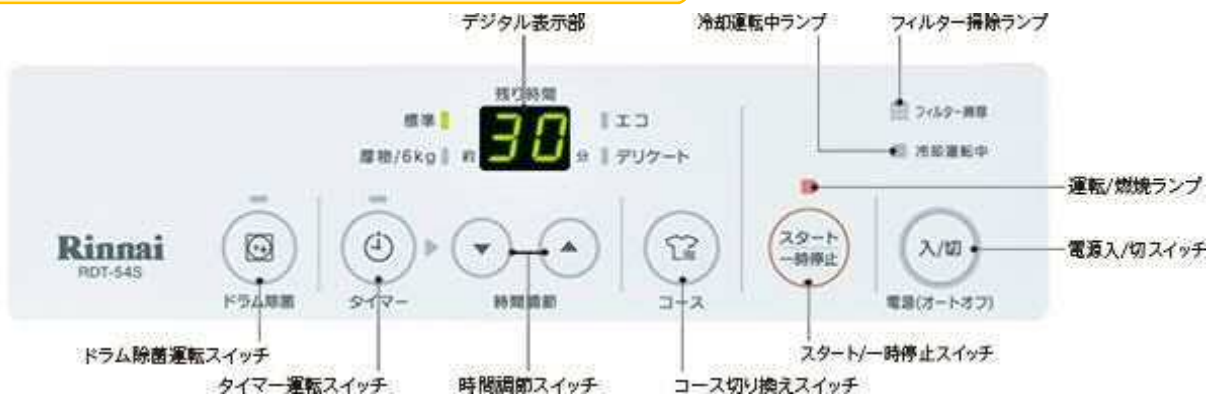 デジタル表示部
冷却運転中ランプ
フィルター掃除ランプ
残り時間
標準
エコ
厚物/6kg
約
30
分
デリケート
フィルター掃除
冷却運転中
運転/燃焼ランプ
Rinnai
RDT-54S
スタート
一時停止
入/切
電源入/切スイッチ
ドラム除菌
タイマー
時間調節
コース
電源(オートオフ)
ドラム除菌運転スイッチ
タイマー運転スイッチ
時間調節スイッチ
コース切り換えスイッチ
スタート/一時停止スイッチ